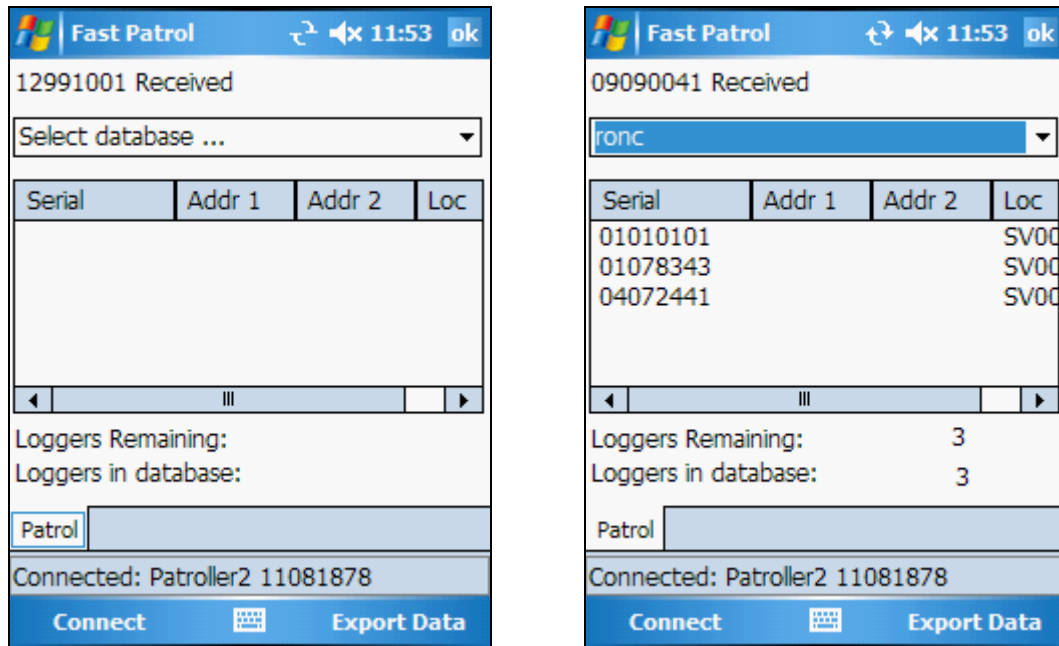 Fast Patrol 11:53 ok
12991001 Received
Select database ...
Serial Addr 1 Addr 2 Loc
Loggers Remaining:
Loggers in database:
Patrol
Connected: Patroller2 11081878
Connect Export Data
Fast Patrol 11:53 ok
09090041 Received
ronc
Serial Addr 1 Addr 2 Loc
01010101 SV00
01078343 SV00
04072441 SV00
Loggers Remaining: 3
Loggers in database: 3
Patrol
Connected: Patroller2 11081878
Connect Export Data